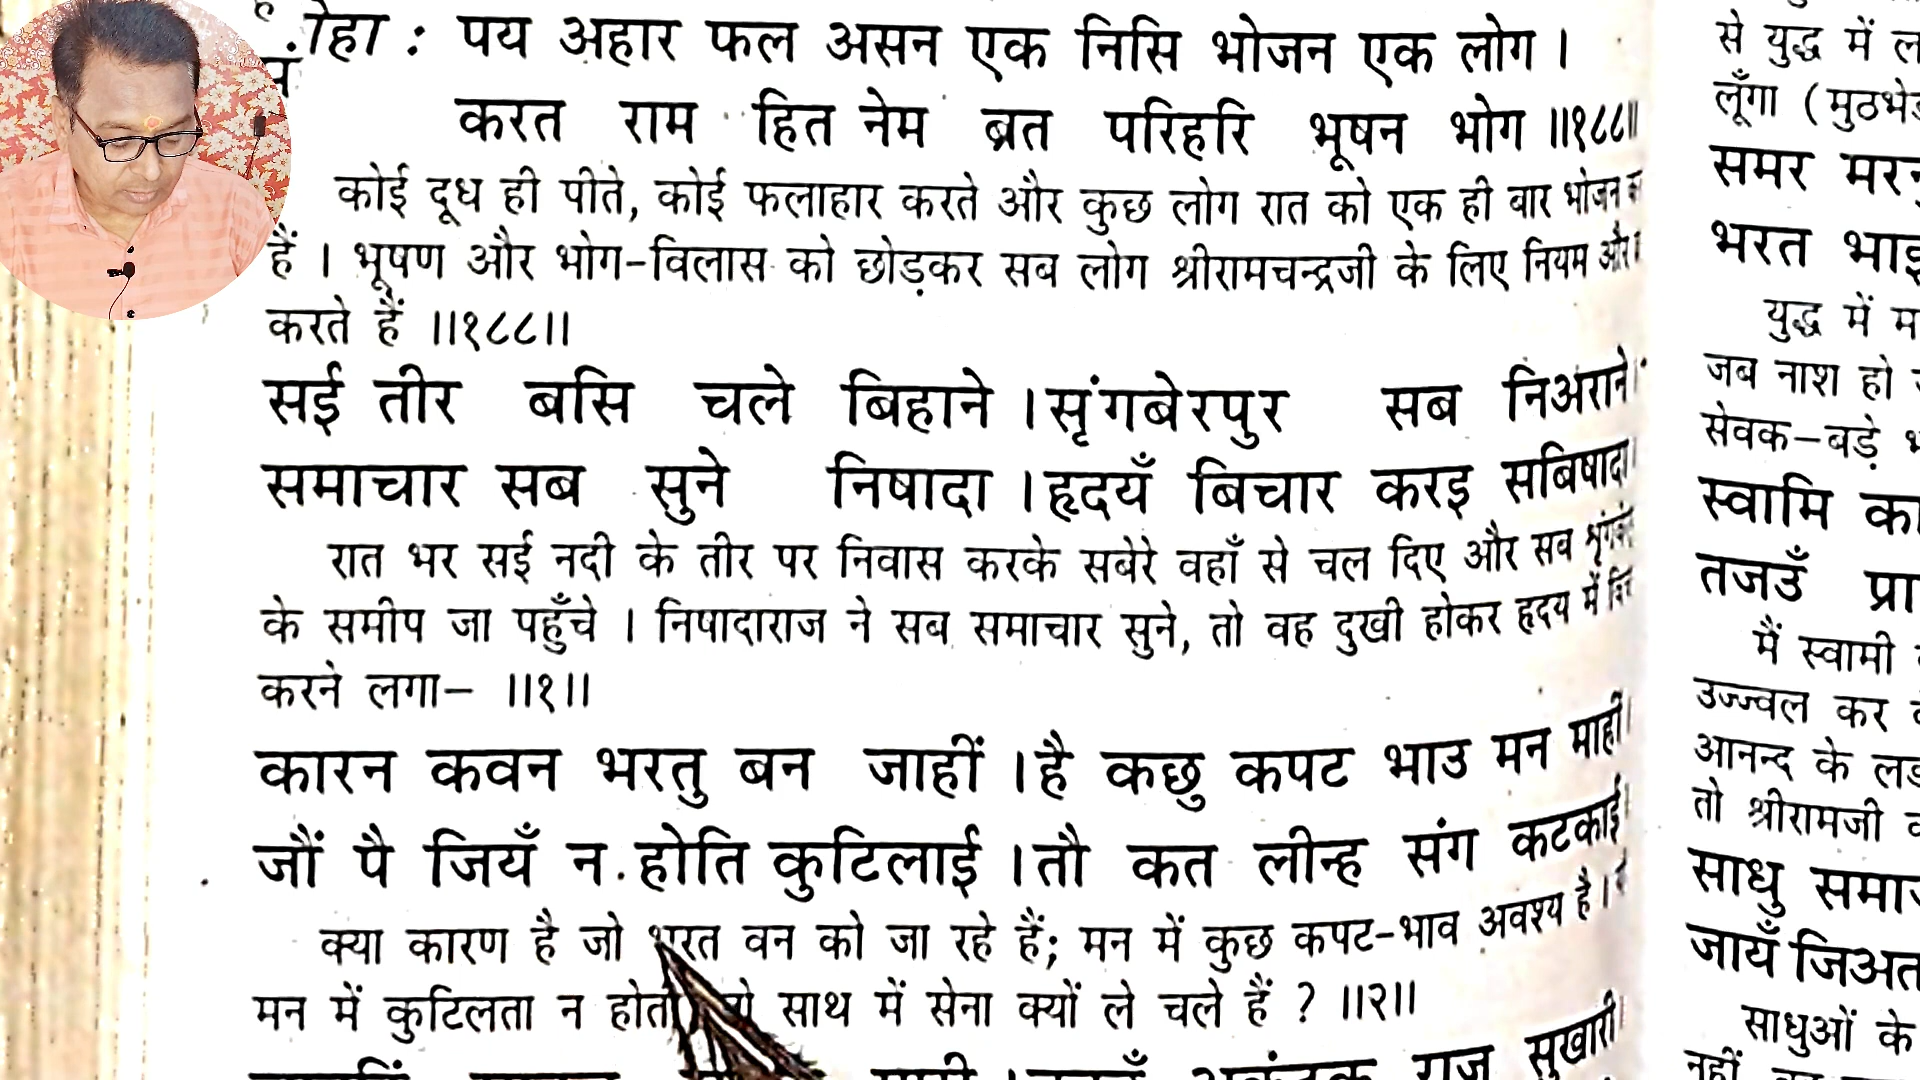 दोहा : पय अहार फल असन एक निसि भोजन एक लोग ।
करत राम हित नेम ब्रत परिहरि भूषन भोग ॥१८८॥
कोई दूध ही पीते, कोई फलाहार करते और कुछ लोग रात को एक ही बार भोजन
हैं । भूषण और भोग-विलास को छोड़कर सब लोग श्रीरामचन्द्रजी के लिए नियम और
करते हैं ॥१८८॥
सई तीर बसि चले बिहाने । सृंगबेरपुर सब निअराने
समाचार सब सुने निषादा । हृदयँ बिचार करइ सबिषादा
रात भर सई नदी के तीर पर निवास करके सबेरे वहाँ से चल दिए और सब
के समीप जा पहुँचे । निषादाराज ने सब समाचार सुने, तो वह दुखी होकर हृदय में
करने लगा– ॥१॥
कारन कवन भरतु बन जाहीं । है कछु कपट भाउ मन माहीं
जौं पै जियँ न होति कुटिलाई । तौ कत लीन्ह संग कटकाई
क्या कारण है जो भरत वन को जा रहे हैं; मन में कुछ कपट-भाव अवश्य है ।
मन में कुटिलता न होती तो साथ में सेना क्यों ले चले हैं ? ॥२॥
अकंटक राजु सुखारी
से युद्ध में
लूँगा
समर
भरत
युद्ध में
जब नाश हो
सेवक–बड़े
स्वामि
तजउँ
मैं स्वामी
उज्ज्वल कर
आनन्द के
तो श्रीरामजी
साधु
जायँ जिअत
साधुओं के
नहीं